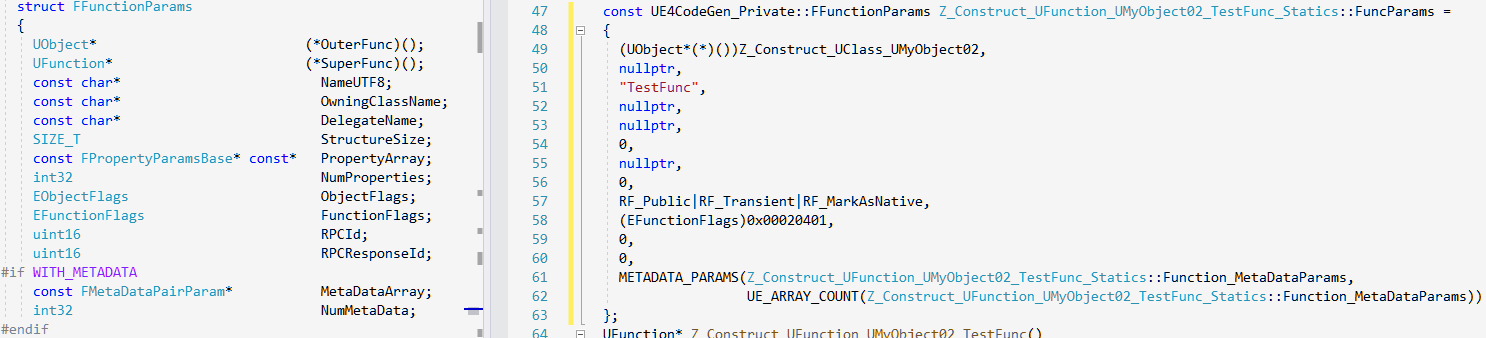 struct FFunctionParams
{
UObject* (*OuterFunc)();
UFunction* (*SuperFunc)();
const char* NameUTF8;
const char* OwningClassName;
const char* DelegateName;
SIZE_T StructureSize;
const FPropertyParamsBase* const* PropertyArray;
int32 NumProperties;
EObjectFlags ObjectFlags;
EFunctionFlags FunctionFlags;
uint16 RPCId;
uint16 RPCResponseId;
#if WITH_METADATA
const FMetaDataPairParam* MetaDataArray;
int32 NumMetaData;
#endif
47 const UE4CodeGen_Private::FFunctionParams Z_Construct_UFunction_UMyObject02_TestFunc_Statics::FuncParams =
48 {
49 (UObject*(*)())Z_Construct_UClass_UMyObject02,
50 nullptr,
51 "TestFunc",
52 nullptr,
53 nullptr,
54 0,
55 nullptr,
56 0,
57 RF_Public|RF_Transient|RF_MarkAsNative,
58 (EFunctionFlags)0x00020401,
59 0,
60 0,
61 METADATA_PARAMS(Z_Construct_UFunction_UMyObject02_TestFunc_Statics::Function_MetaDataParams,
62 UE_ARRAY_COUNT(Z_Construct_UFunction_UMyObject02_TestFunc_Statics::Function_MetaDataParams))
63 };
64 UFunction* Z_Construct_UFunction_UMyObject02_TestFunc()